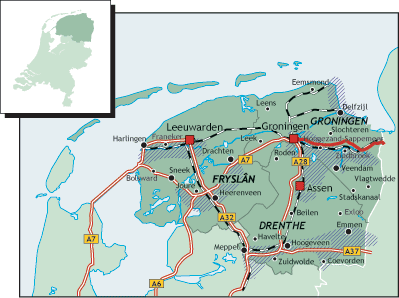 Eemsmond
Leens
Delfzijl
GRONINGEN
Leeuwarden
Groningen
Slochteren
Harlingen
Franeker
Leek
Hoogezand-Sappemeer
Drachten
A7
Roden
A28
Zuidbroek
Bolsward
Sneek
Veendam
Joure
FRYSLÂN
Assen
Vlagtwedde
Heerenveen
Stadskanaal
A32
Beilen
Exloo
DRENTHE
Emmen
A7
Meppel
Havelte
Hoogeveen
A37
Zuidwolde
Coevorden
A6